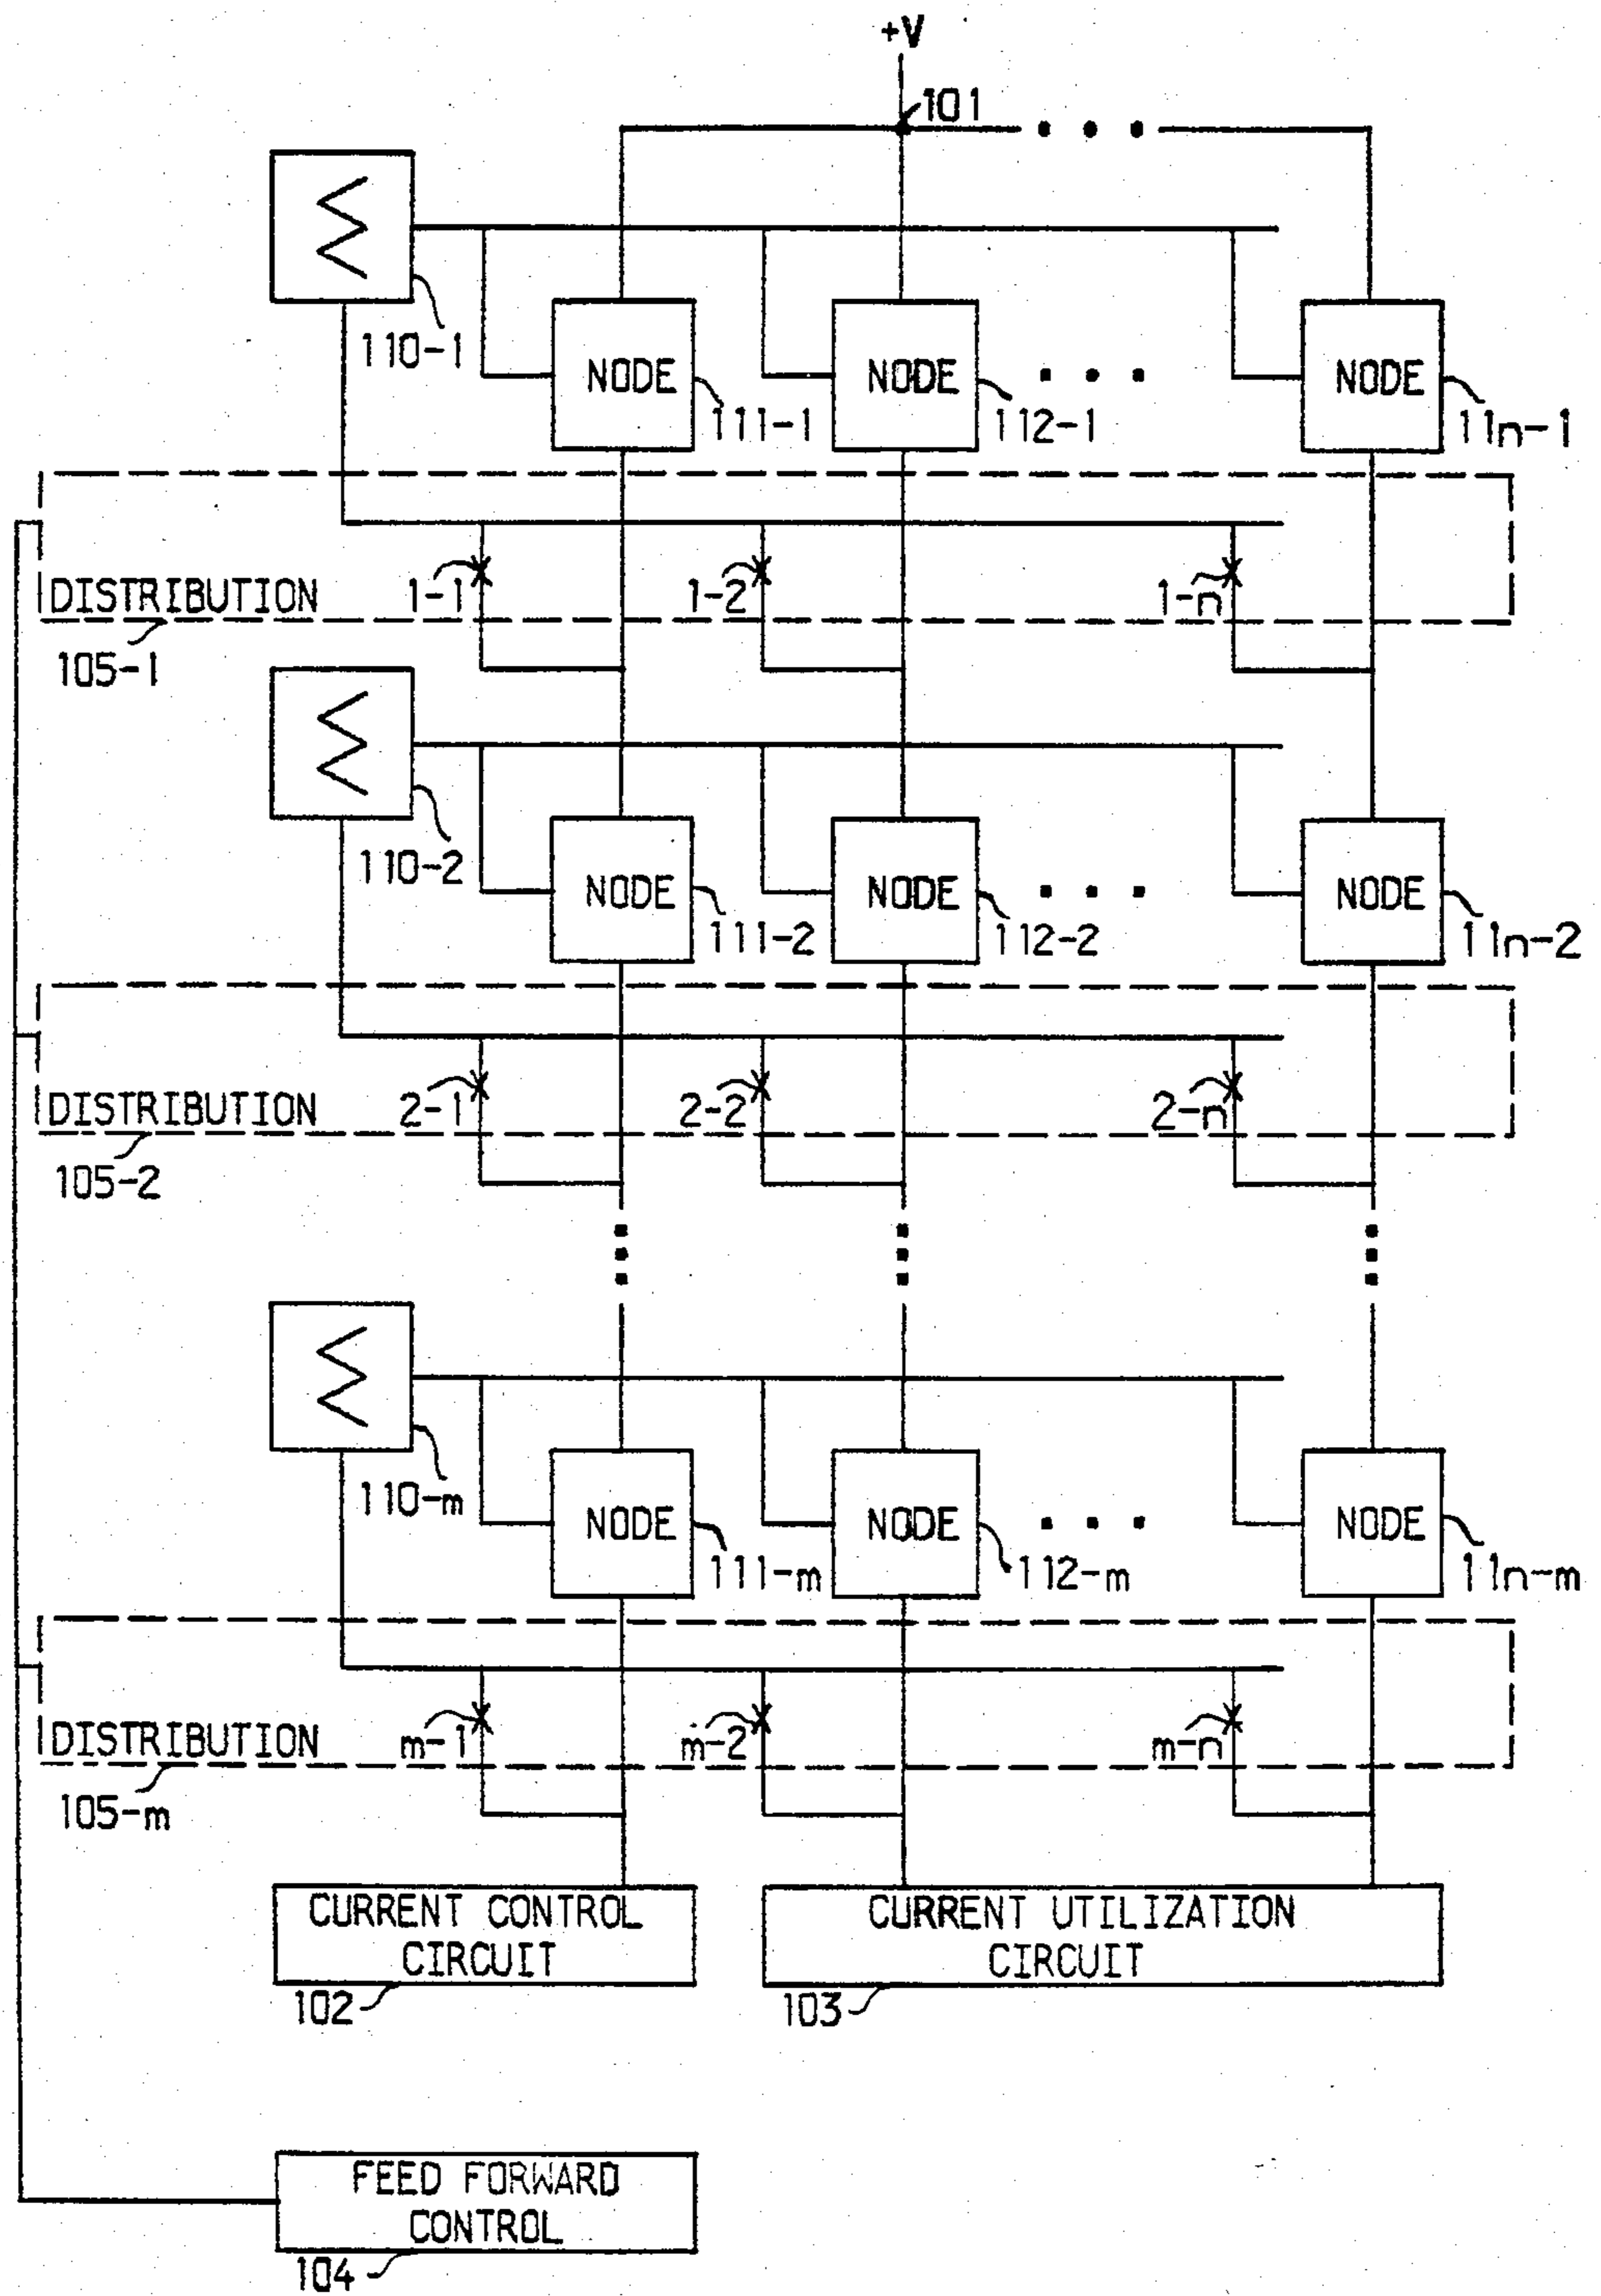 +V
101
Σ
110-1
NODE NODE NODE
111-1 112-1 11n-1
1-1 1-2 1-n
DISTRIBUTION
105-1
Σ
110-2
NODE NODE NODE
111-2 112-2 11n-2
2-1 2-2 2-n
DISTRIBUTION
105-2
Σ
110-m
NODE NODE NODE
111-m 112-m 11n-m
m-1 m-2 m-n
DISTRIBUTION
105-m
CURRENT CONTROL
CIRCUIT
102
CURRENT UTILIZATION
CIRCUIT
103
FEED FORWARD
CONTROL
104